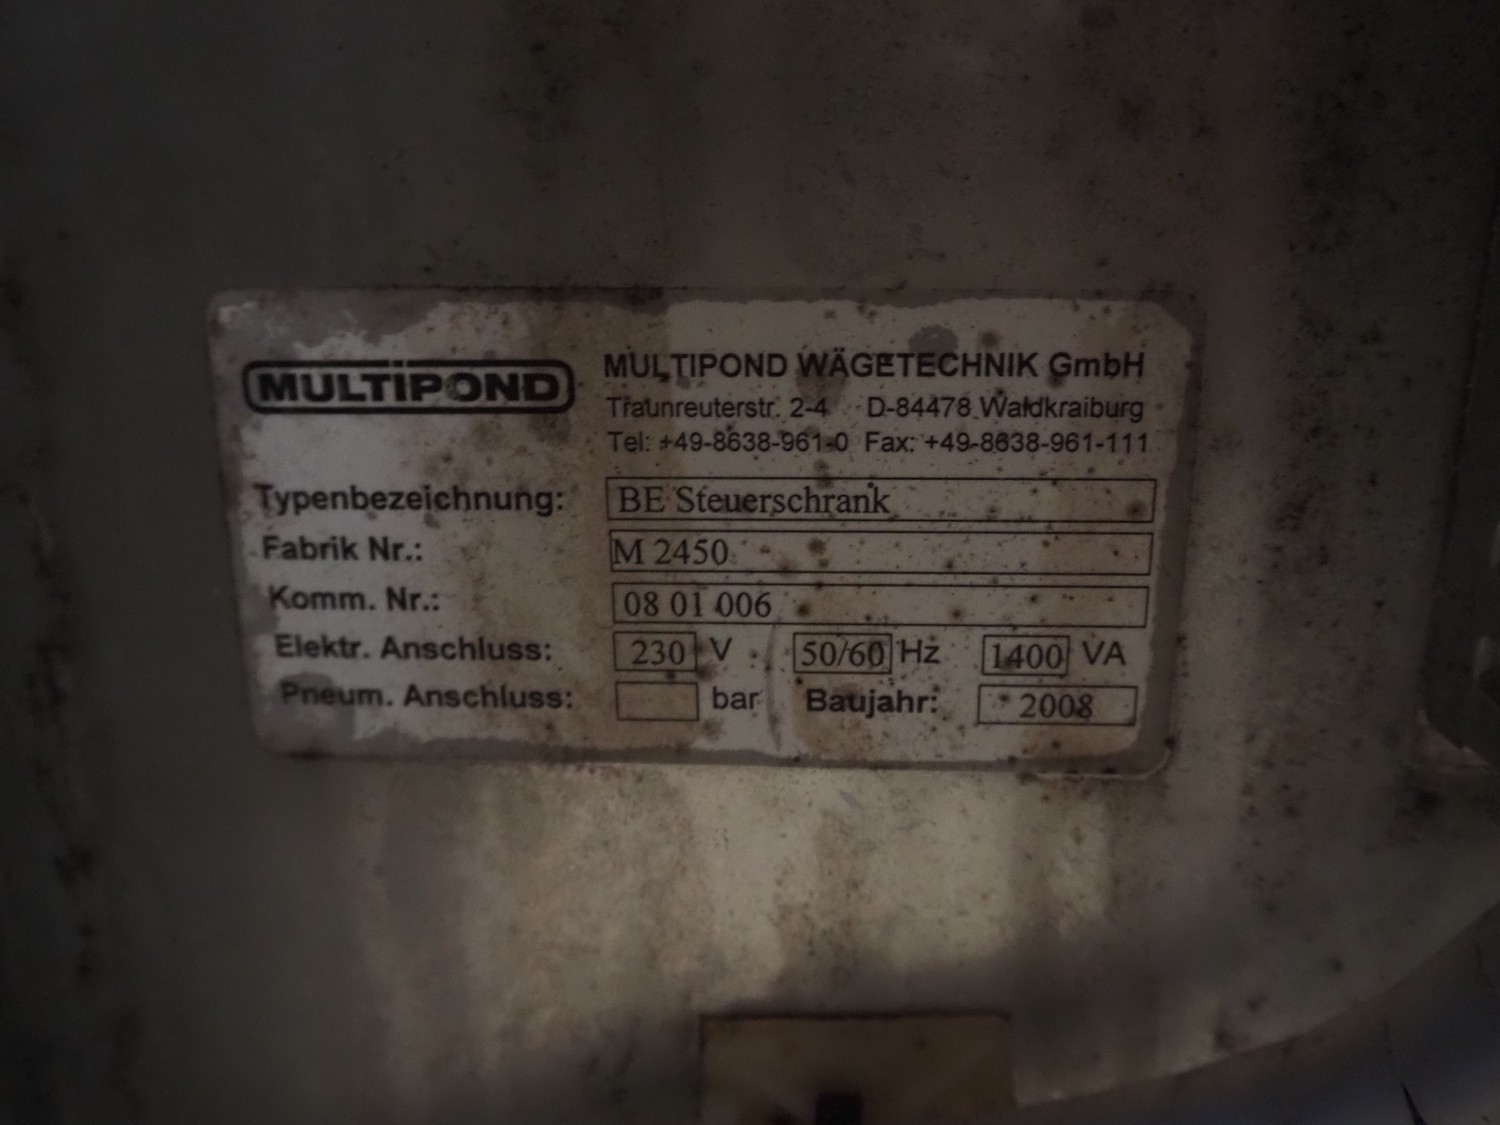 MULTIPOND
MULTIPOND WÄGETECHNIK GmbH
Traunreuterstr. 2-4 D-84478 Waldkraiburg
Tel: +49-8638-961-0 Fax: +49-8638-961-111
Typenbezeichnung: BE Steuerschrank
Fabrik Nr.: M 2450
Komm. Nr.: 08 01 006
Elektr. Anschluss: 230 V 50/60 Hz 1400 VA
Pneum. Anschluss: bar Baujahr: 2008